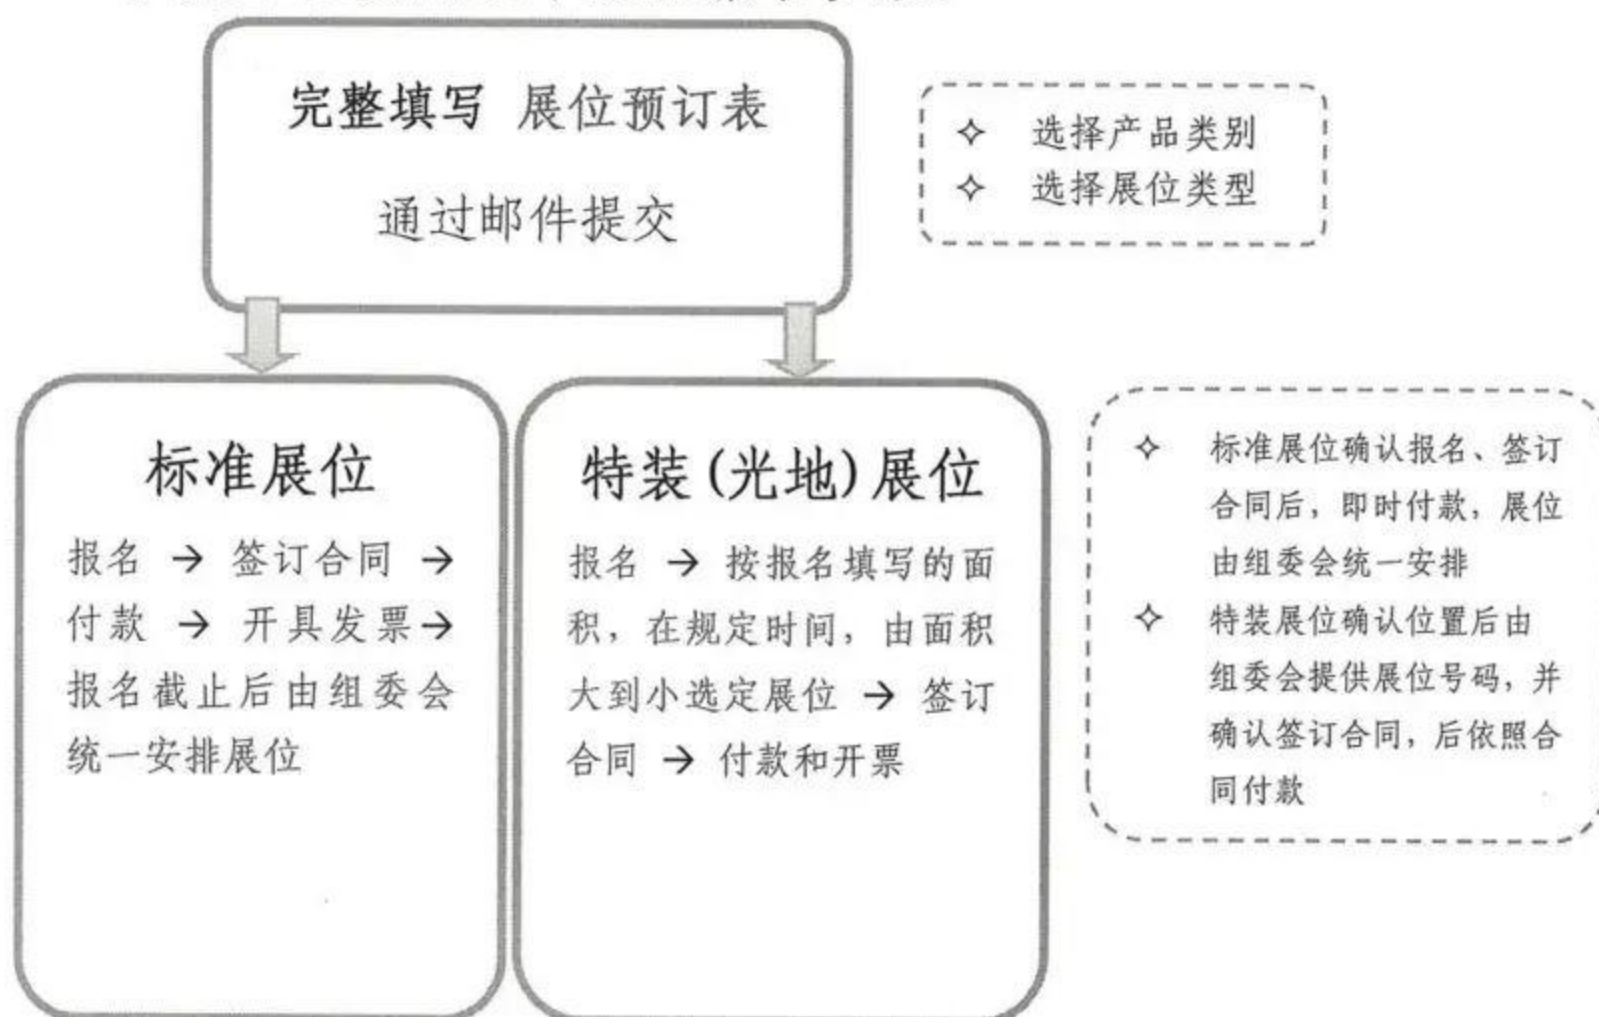 完整填写 展位预订表
通过邮件提交
✧ 选择产品类别
✧ 选择展位类型
标准展位
报名 → 签订合同 →
付款 → 开具发票→
报名截止后由组委会
统一安排展位
特装(光地)展位
报名 → 按报名填写的面
积，在规定时间，由面积
大到小选定展位 → 签订
合同 → 付款和开票
✧ 标准展位确认报名、签订
合同后，即时付款，展位
由组委会统一安排
✧ 特装展位确认位置后由
组委会提供展位号码，并
确认签订合同，后依照合
同付款